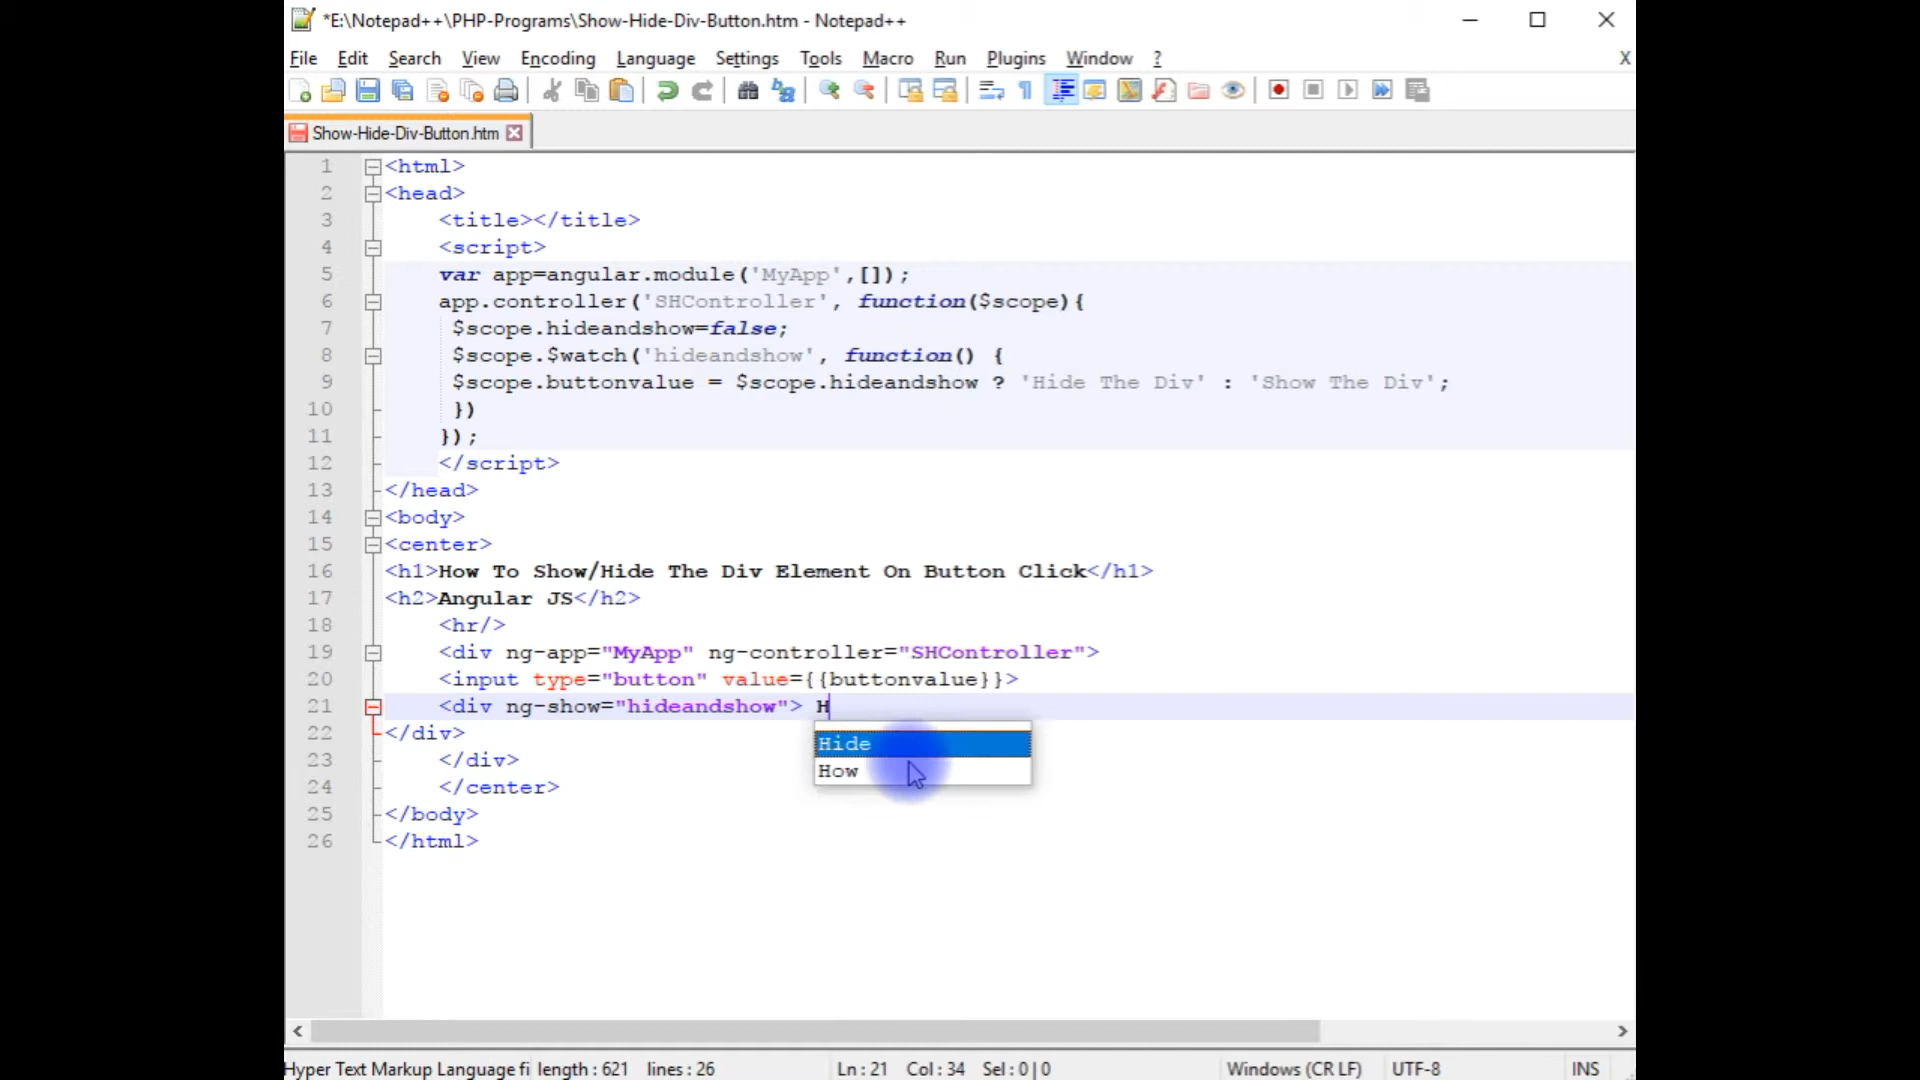 *E:\Notepad++\PHP-Programs\Show-Hide-Div-Button.htm - Notepad++
File Edit Search View Encoding Language Settings Tools Macro Run Plugins Window ? X
Show-Hide-Div-Button.htm
1 <html>
2 <head>
3 <title></title>
4 <script>
5 var app=angular.module('MyApp',[]);
6 app.controller('SHController', function($scope){
7 $scope.hideandshow=false;
8 $scope.$watch('hideandshow', function() {
9 $scope.buttonvalue = $scope.hideandshow ? 'Hide The Div' : 'Show The Div';
10 })
11 });
12 </script>
13 </head>
14 <body>
15 <center>
16 <h1>How To Show/Hide The Div Element On Button Click</h1>
17 <h2>Angular JS</h2>
18 <hr/>
19 <div ng-app="MyApp" ng-controller="SHController">
20 <input type="button" value={{buttonvalue}}>
21 <div ng-show="hideandshow"> H
22 </div>
Hide
23 </div>
How
24 </center>
25 </body>
26 </html>
Hyper Text Markup Language fi length : 621 lines : 26 Ln : 21 Col : 34 Sel : 0 | 0 Windows (CR LF) UTF-8 INS